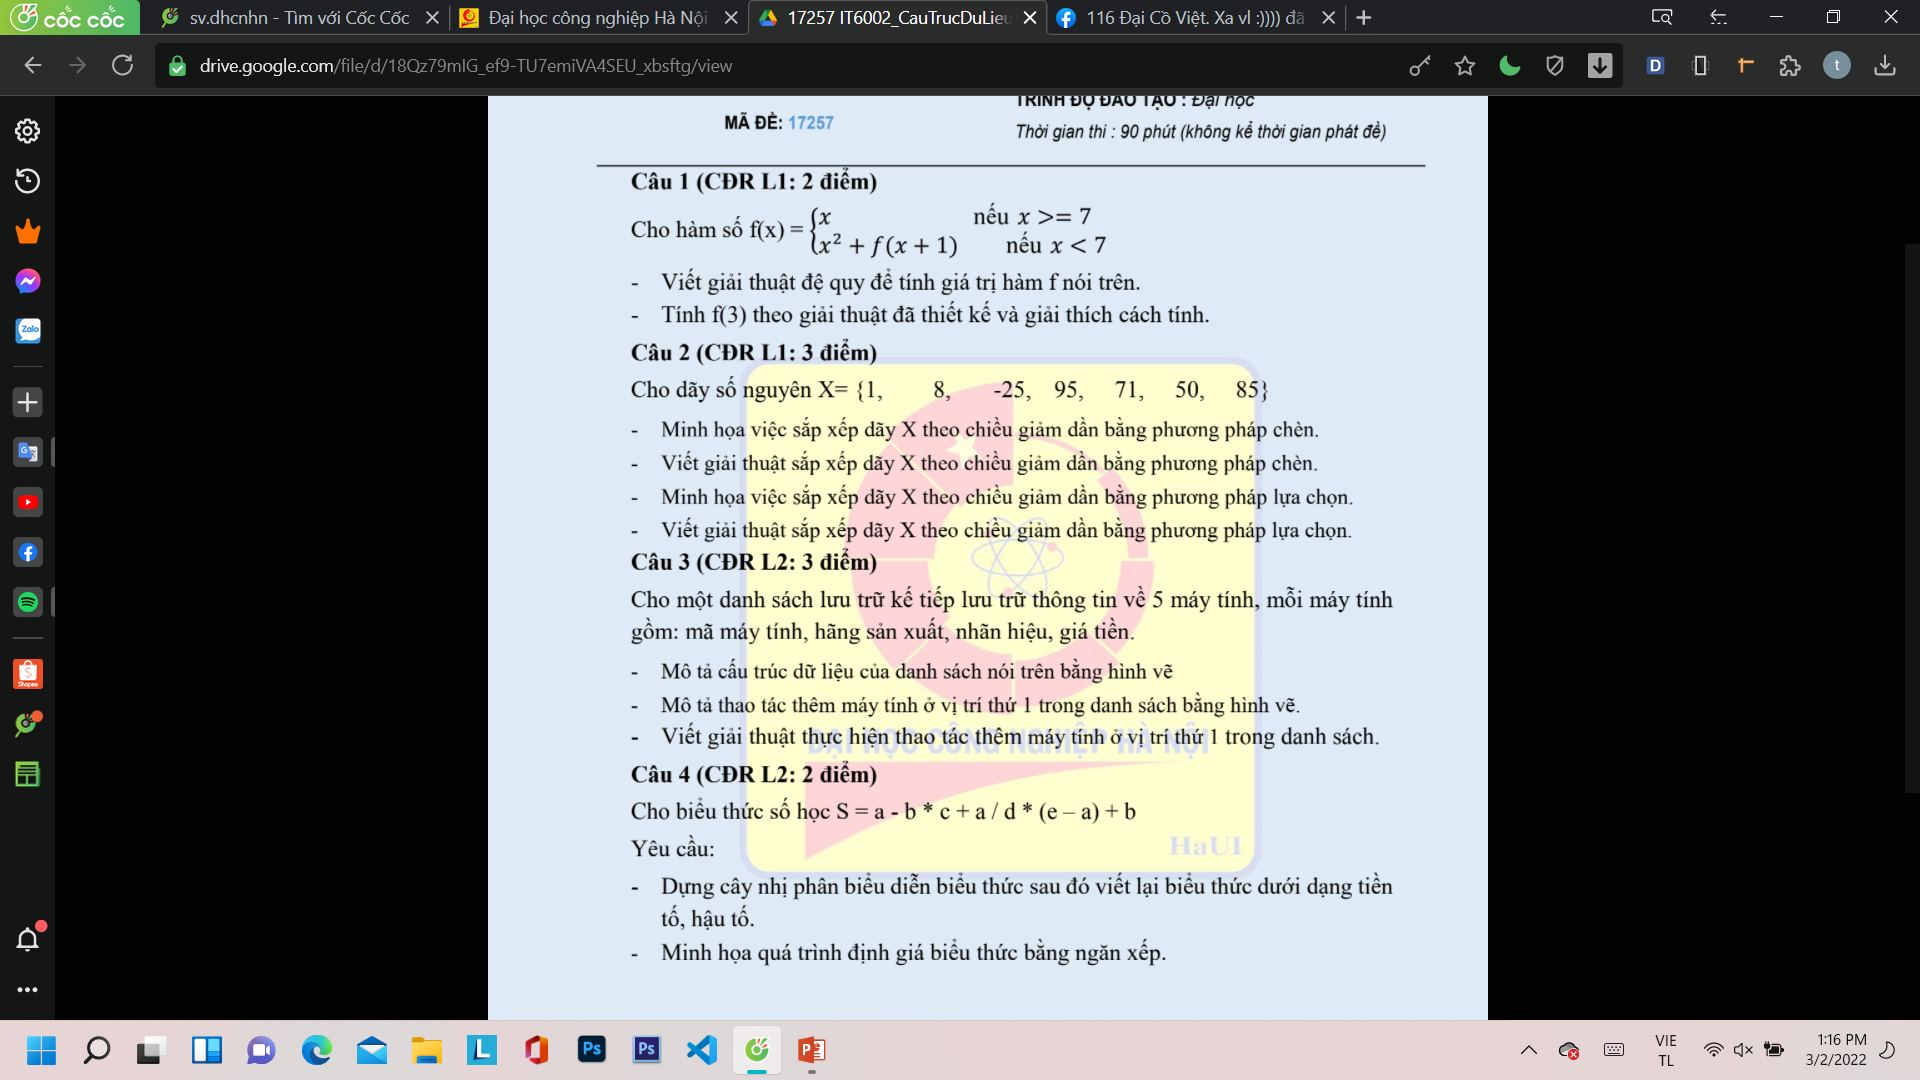 cốc cốc
sv.dhcnhn - Tìm với Cốc Cốc
Đại học công nghiệp Hà Nội
17257 IT6002_CauTrucDuLieu
116 Đại Cồ Việt. Xa vl :)))) đã
drive.google.com/file/d/18Qz79mIG_ef9-TU7emiVA4SEU_xbsftg/view
D
t
TRÌNH ĐỘ ĐÀO TẠO : Đại học
MÃ ĐỀ: 17257
Thời gian thi : 90 phút (không kể thời gian phát đề)
Câu 1 (CĐR L1: 2 điểm)
Cho hàm số f(x) = { x nếu x >= 7
x² + f(x + 1) nếu x < 7
- Viết giải thuật đệ quy để tính giá trị hàm f nói trên.
- Tính f(3) theo giải thuật đã thiết kế và giải thích cách tính.
Câu 2 (CĐR L1: 3 điểm)
Cho dãy số nguyên X= {1, 8, -25, 95, 71, 50, 85}
- Minh họa việc sắp xếp dãy X theo chiều giảm dần bằng phương pháp chèn.
- Viết giải thuật sắp xếp dãy X theo chiều giảm dần bằng phương pháp chèn.
- Minh họa việc sắp xếp dãy X theo chiều giảm dần bằng phương pháp lựa chọn.
- Viết giải thuật sắp xếp dãy X theo chiều giảm dần bằng phương pháp lựa chọn.
Câu 3 (CĐR L2: 3 điểm)
Cho một danh sách lưu trữ kế tiếp lưu trữ thông tin về 5 máy tính, mỗi máy tính
gồm: mã máy tính, hãng sản xuất, nhãn hiệu, giá tiền.
- Mô tả cấu trúc dữ liệu của danh sách nói trên bằng hình vẽ
- Mô tả thao tác thêm máy tính ở vị trí thứ 1 trong danh sách bằng hình vẽ.
- Viết giải thuật thực hiện thao tác thêm máy tính ở vị trí thứ 1 trong danh sách.
ĐẠI HỌC CÔNG NGHIỆP HÀ NỘI
Câu 4 (CĐR L2: 2 điểm)
Cho biểu thức số học S = a - b * c + a / d * (e – a) + b
HaUI
Yêu cầu:
- Dựng cây nhị phân biểu diễn biểu thức sau đó viết lại biểu thức dưới dạng tiền
tố, hậu tố.
- Minh họa quá trình định giá biểu thức bằng ngăn xếp.
Zalo
Shopee
L
Ps
Ps
VIE
TL
1:16 PM
3/2/2022